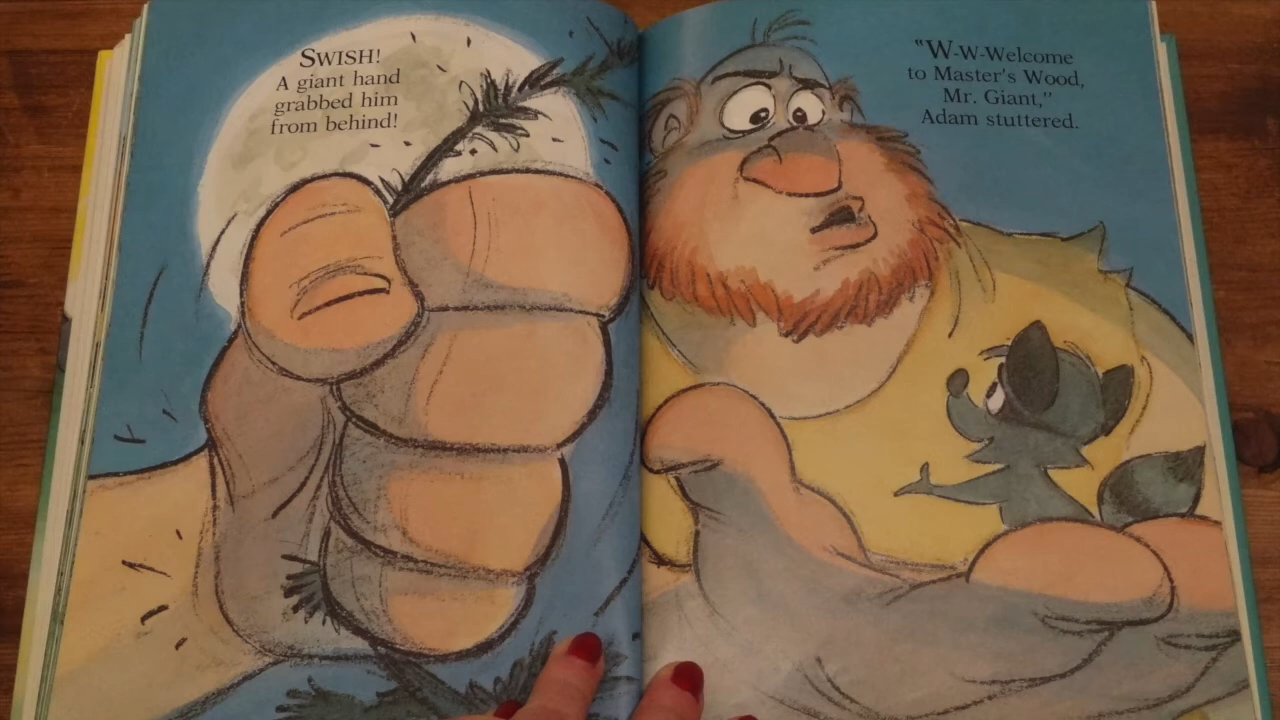 SWISH!
A giant hand
grabbed him
from behind!
"W-W-Welcome
to Master's Wood,
Mr. Giant,"
Adam stuttered.